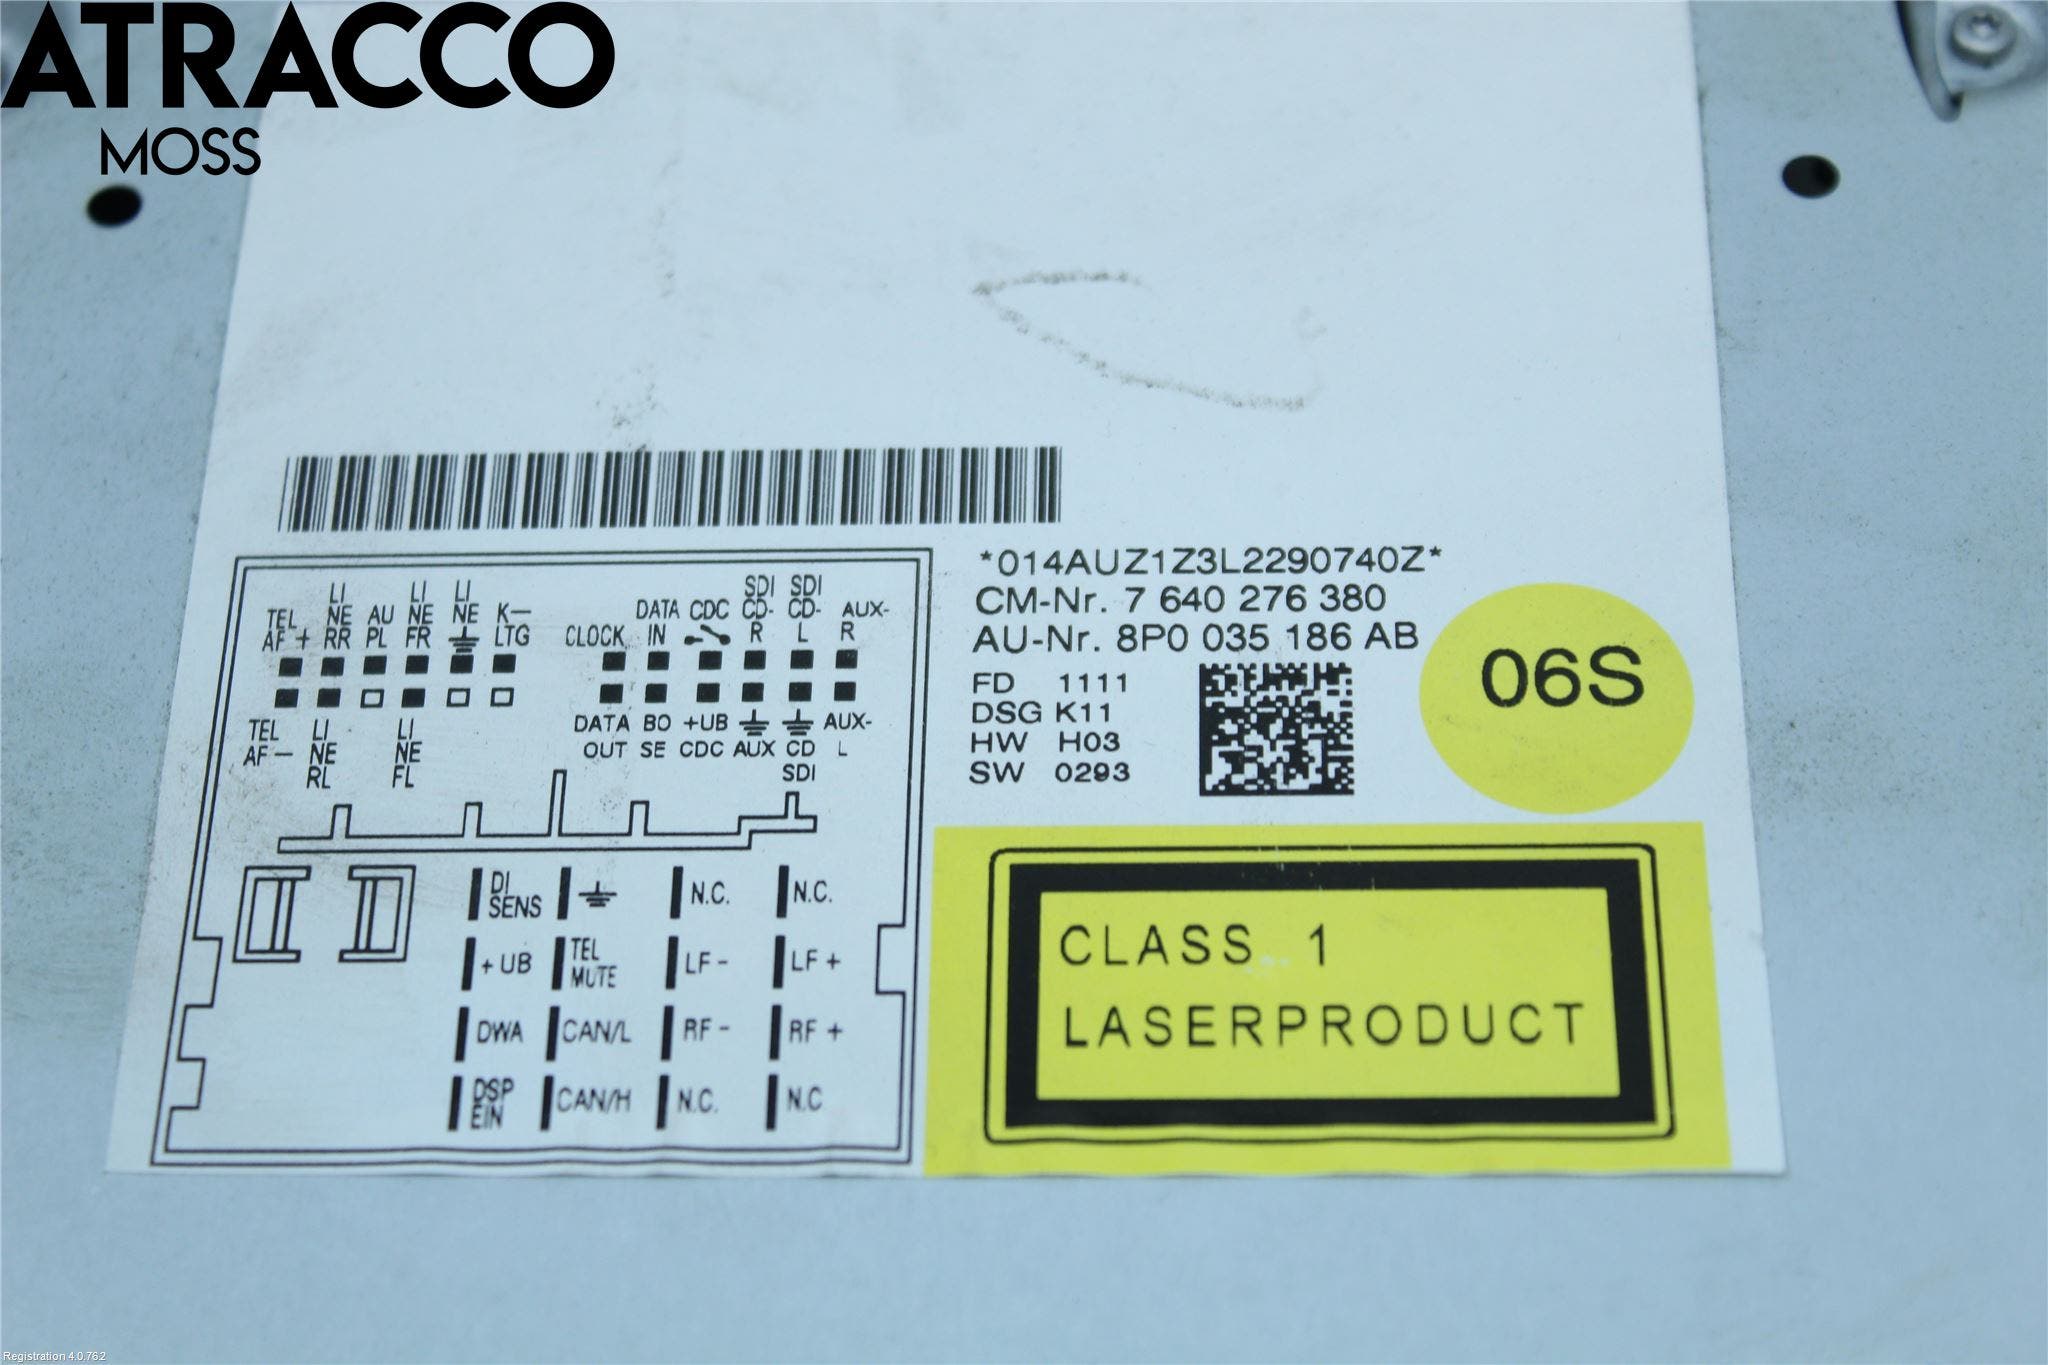 ATRACCO
MOSS
*014AUZ1Z3L2290740Z*
CM-Nr. 7 640 276 380
AU-Nr. 8P0 035 186 AB
FD 1111
DSG K11
HW H03
SW 0293
06S
TEL AF +
LI NE RR
AU PL
LI NE FR
LI NE
K- LTG
CLOCK
DATA IN
CDC
SDI CD- R
SDI CD- L
AUX- R
TEL AF -
LI NE RL
LI NE FL
DATA OUT
BO SE
+UB CDC
AUX
CD SDI
AUX- L
DI SENS
N.C.
N.C.
+UB
TEL MUTE
LF -
LF +
DWA
CAN/L
RF -
RF +
DSP EIN
CAN/H
N.C.
N.C
CLASS 1
LASERPRODUCT
Registration 4.0.76.2